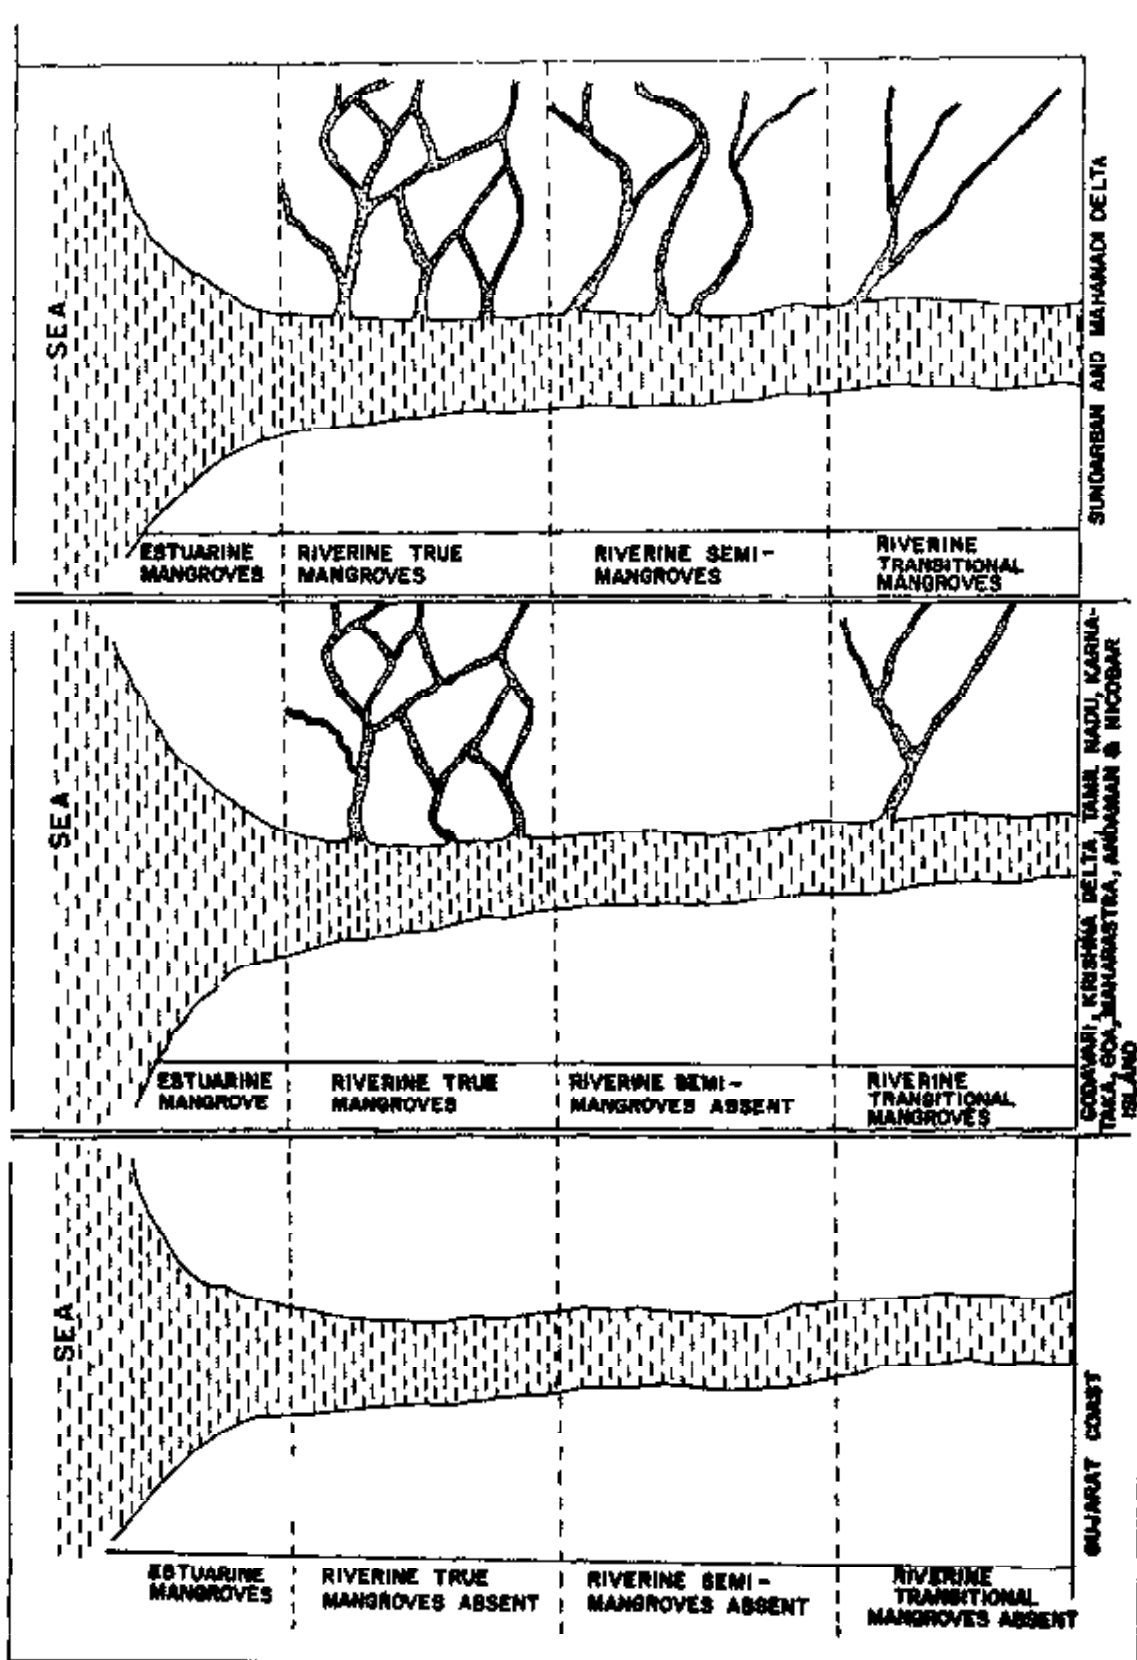 SEA
SUNDARBAN AND MAHANADI DELTA
ESTUARINE
MANGROVES
RIVERINE TRUE
MANGROVES
RIVERINE SEMI-
MANGROVES
RIVERINE
TRANSITIONAL
MANGROVES
SEA
GODAVARI, KRISHNA DELTA, TAMIL NADU, KARNA-
TAKA, GOA, MAHARASTRA, ANDAMAN & NICOBAR
ISLAND
ESTUARINE
MANGROVE
RIVERINE TRUE
MANGROVES
RIVERINE SEMI-
MANGROVES ABSENT
RIVERINE
TRANSITIONAL
MANGROVES
SEA
GUJARAT COAST
ESTUARINE
MANGROVES
RIVERINE TRUE
MANGROVES ABSENT
RIVERINE SEMI-
MANGROVES ABSENT
RIVERINE
TRANSITIONAL
MANGROVES ABSENT